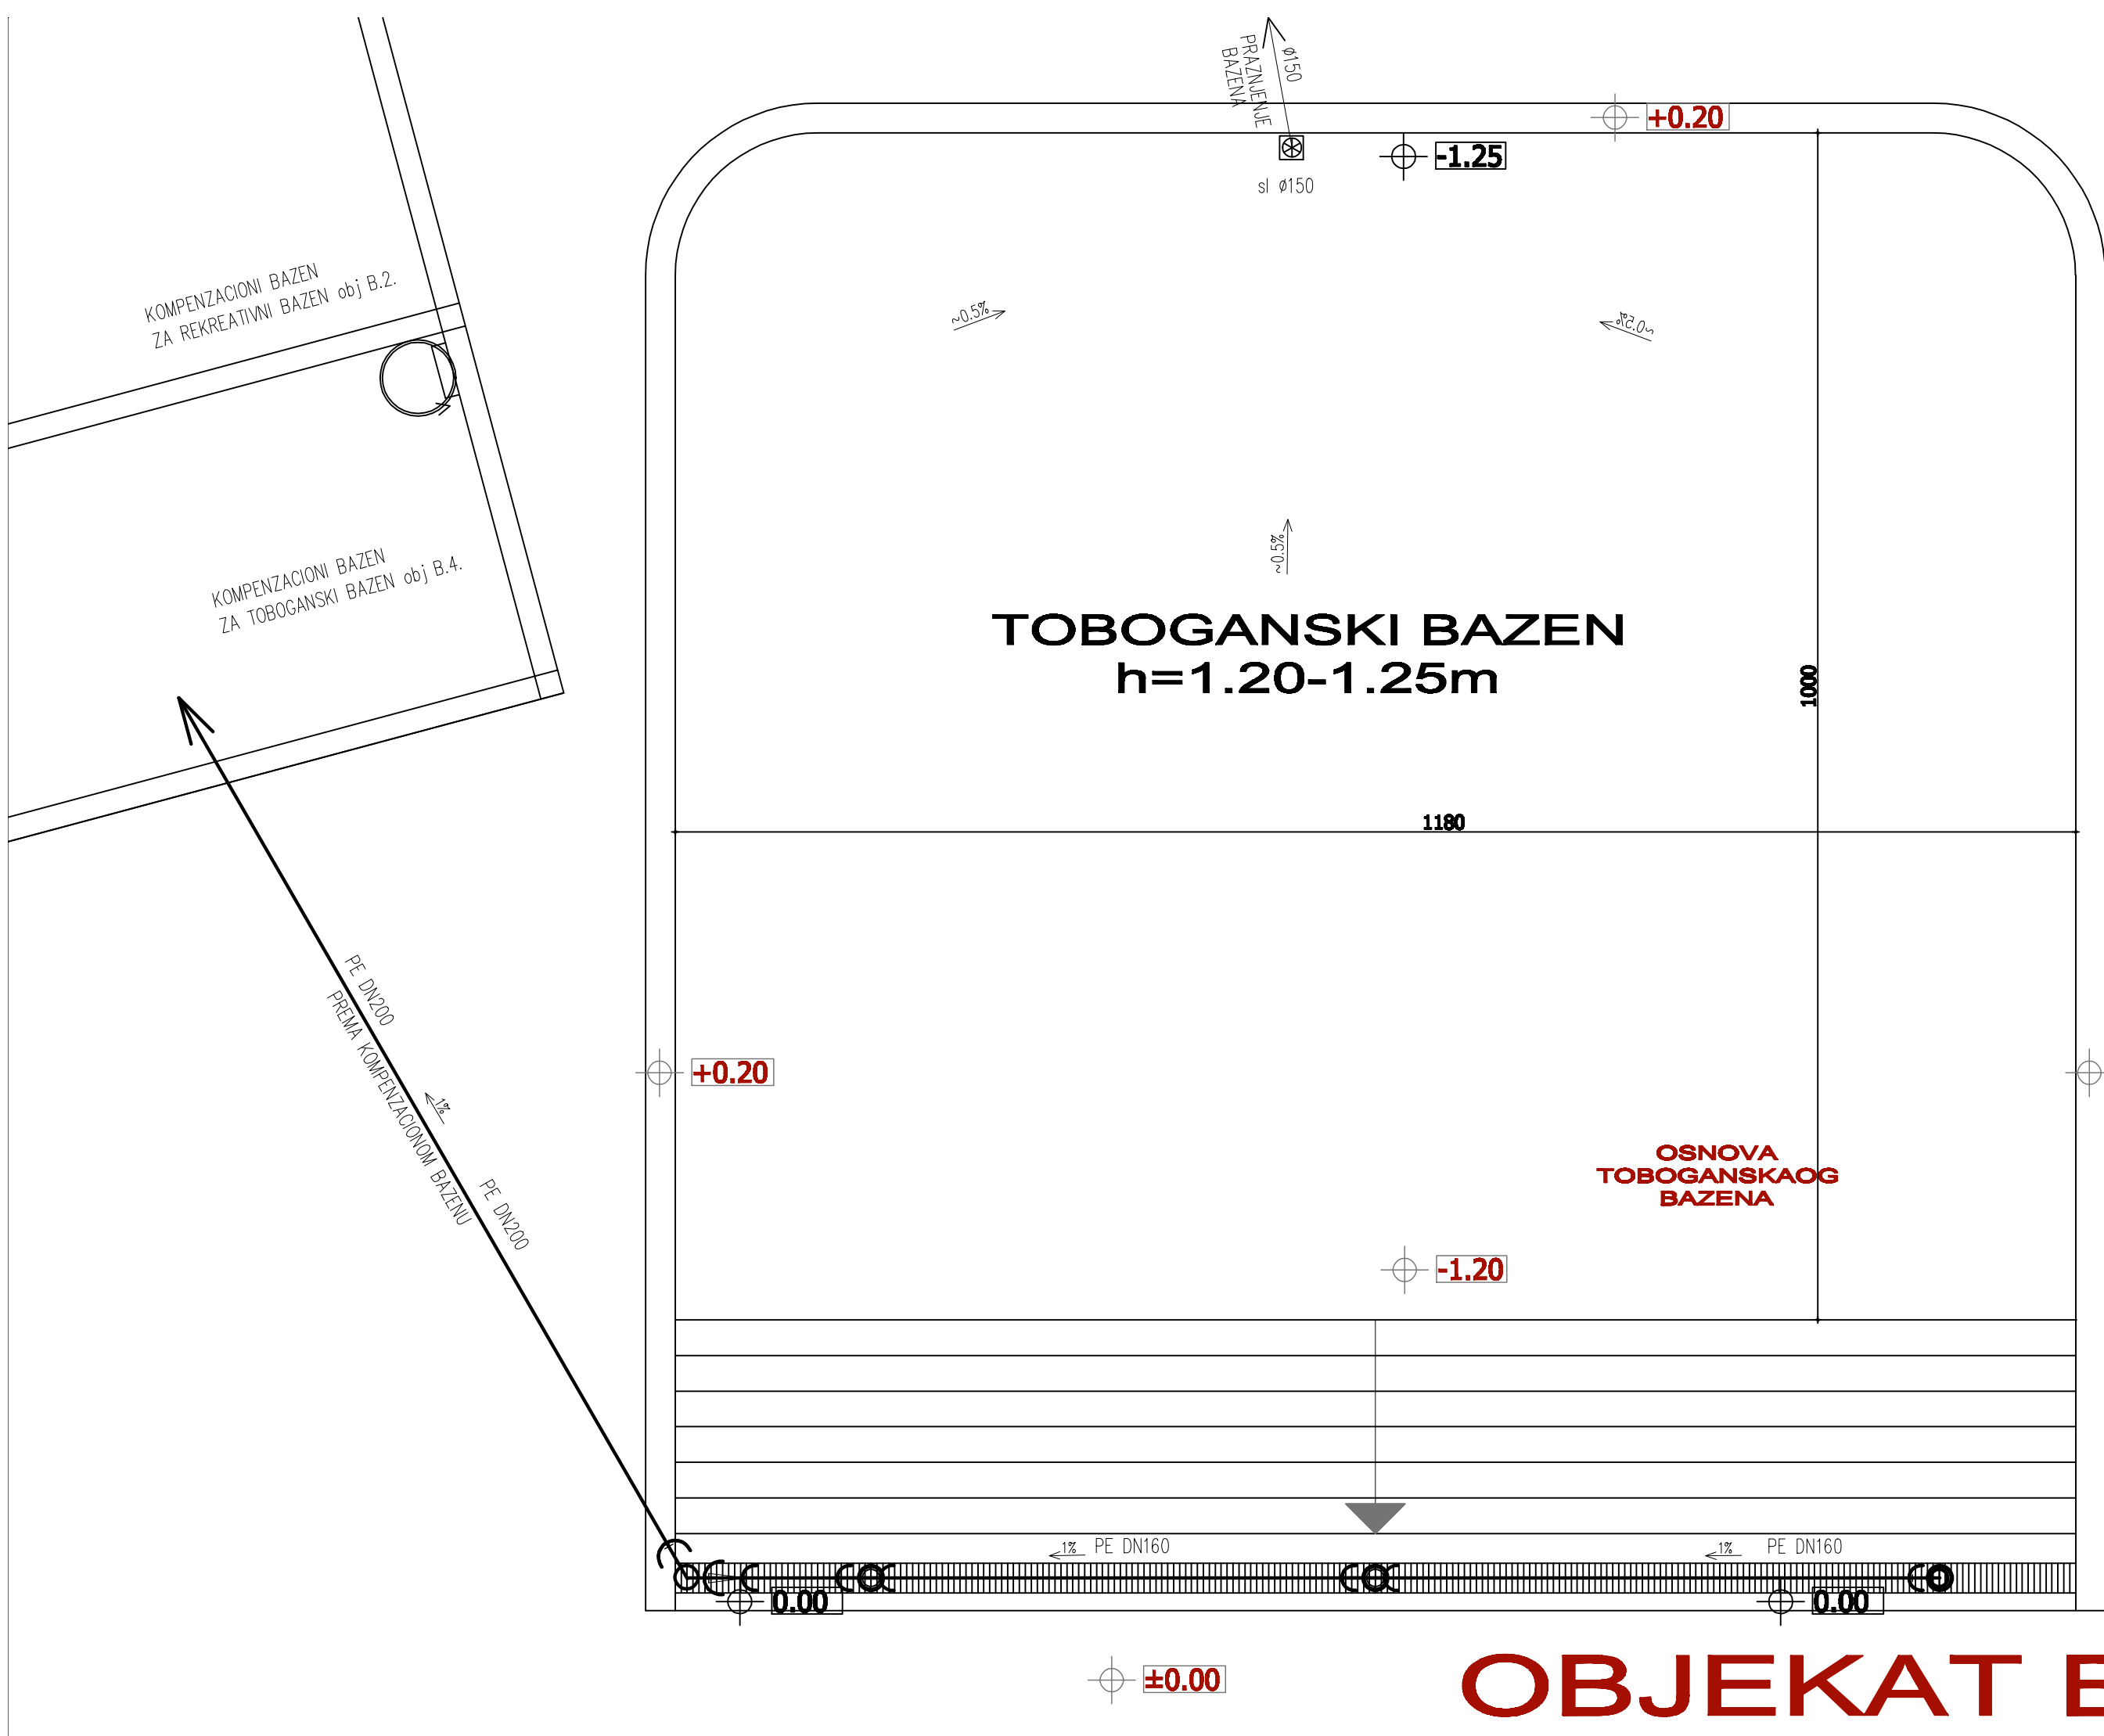 ø150
PRAZNJENJE
BAZENA
+0.20
-1.25
sl ø150
KOMPENZACIONI BAZEN
ZA REKREATIVNI BAZEN obj B.2.
~0.5%
~0.5%
~0.5%
KOMPENZACIONI BAZEN
ZA TOBOGANSKI BAZEN obj B.4.
TOBOGANSKI BAZEN
h=1.20-1.25m
1000
1180
PE DN200
PREMA KOMPENZACIONOM BAZENU
1%
PE DN200
+0.20
OSNOVA
TOBOGANSKAOG
BAZENA
-1.20
1% PE DN160
1% PE DN160
0.00
0.00
±0.00
OBJEKAT